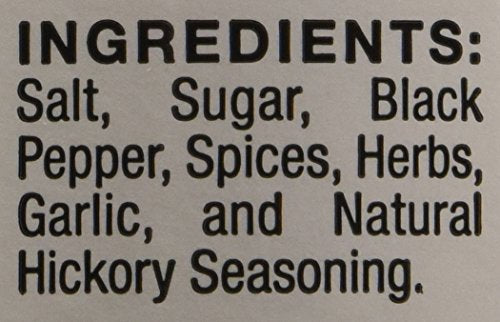 INGREDIENTS:
Salt, Sugar, Black
Pepper, Spices, Herbs,
Garlic, and Natural
Hickory Seasoning.